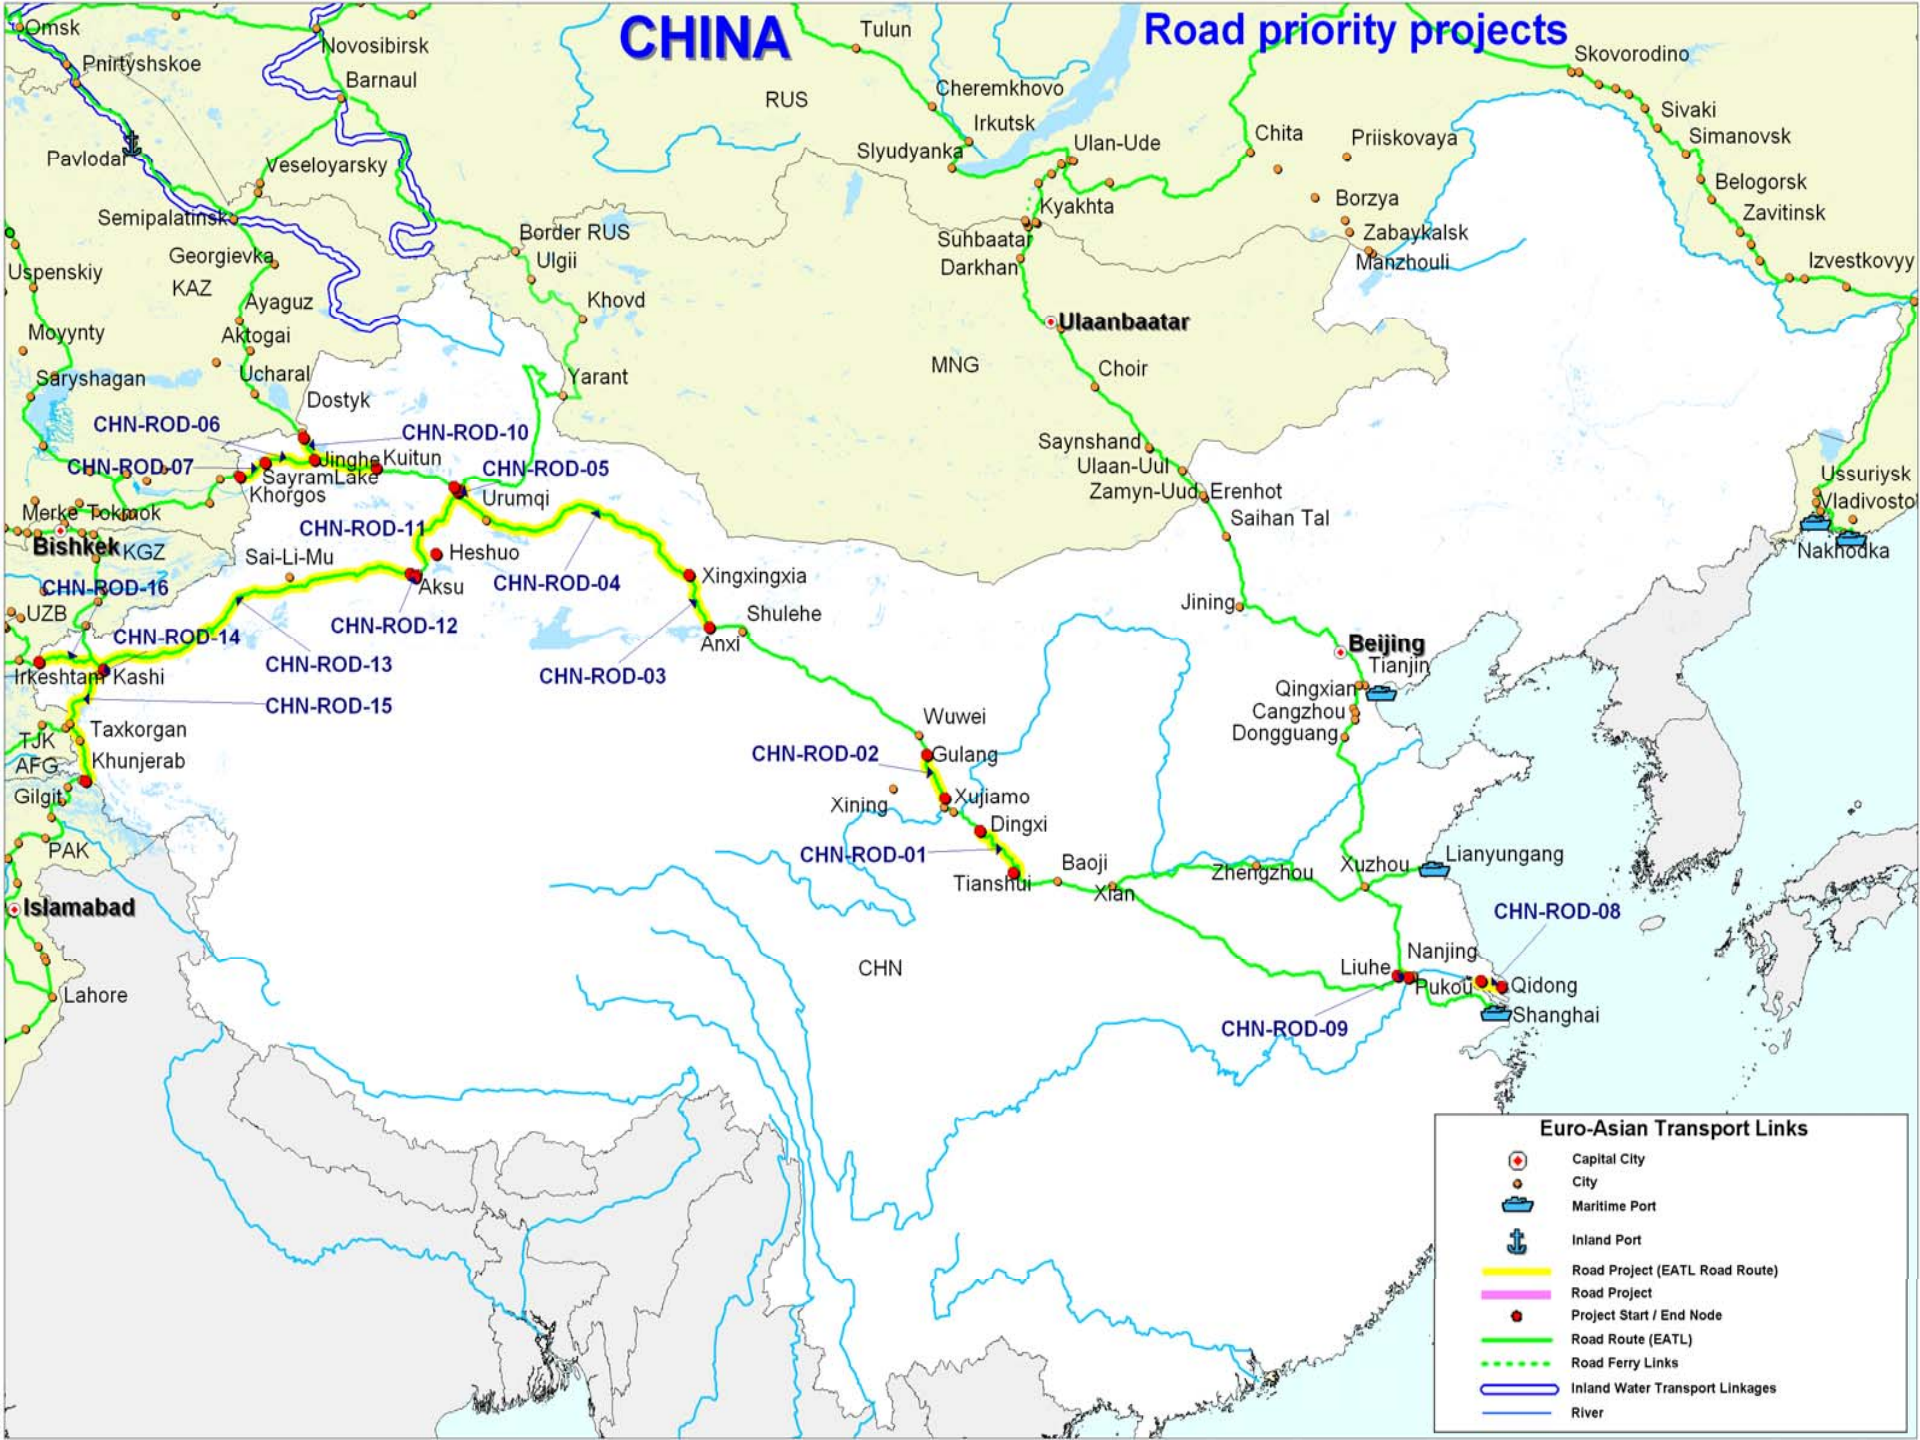 CHINA
Road priority projects
Omsk
Novosibirsk
Tulun
Skovorodino
Pnirtyshskoe
Barnaul
RUS
Cheremkhovo
Sivaki
Irkutsk
Chita
Priiskovaya
Simanovsk
Pavlodar
Veseloyarsky
Slyudyanka
Ulan-Ude
Belogorsk
Semipalatinsk
Kyakhta
Borzya
Zavitinsk
Border RUS
Suhbaatar
Zabaykalsk
Georgievka
Ulgii
Darkhan
Manzhouli
Izvestkovyy
Uspenskiy
KAZ
Ayaguz
Khovd
Moyynty
Aktogai
Ulaanbaatar
Saryshagan
Ucharal
Yarant
MNG
Choir
Dostyk
CHN-ROD-06
CHN-ROD-10
Saynshand
CHN-ROD-07
Jinghe
Kuitun
CHN-ROD-05
Ulaan-Uul
Ussuriysk
SayramLake
Khorgos
Urumqi
Zamyn-Uud
Erenhot
Vladivosto
Merke
Tokmok
CHN-ROD-11
Saihan Tal
Bishkek
KGZ
Sai-Li-Mu
Heshuo
Nakhodka
CHN-ROD-16
Aksu
CHN-ROD-04
Xingxingxia
UZB
CHN-ROD-14
CHN-ROD-12
Shulehe
Jining
CHN-ROD-13
CHN-ROD-03
Anxi
Beijing
Tianjin
Irkeshtam
Kashi
Qingxian
CHN-ROD-15
Cangzhou
Taxkorgan
Wuwei
Dongguang
TJK
Khunjerab
CHN-ROD-02
Gulang
AFG
Gilgit
Xining
Xujiamo
Dingxi
PAK
CHN-ROD-01
Baoji
Zhengzhou
Xuzhou
Lianyungang
Tianshui
Xian
Islamabad
CHN-ROD-08
CHN
Nanjing
Liuhe
Pukou
Qidong
Lahore
Shanghai
CHN-ROD-09
Euro-Asian Transport Links
Capital City
City
Maritime Port
Inland Port
Road Project (EATL Road Route)
Road Project
Project Start / End Node
Road Route (EATL)
Road Ferry Links
Inland Water Transport Linkages
River